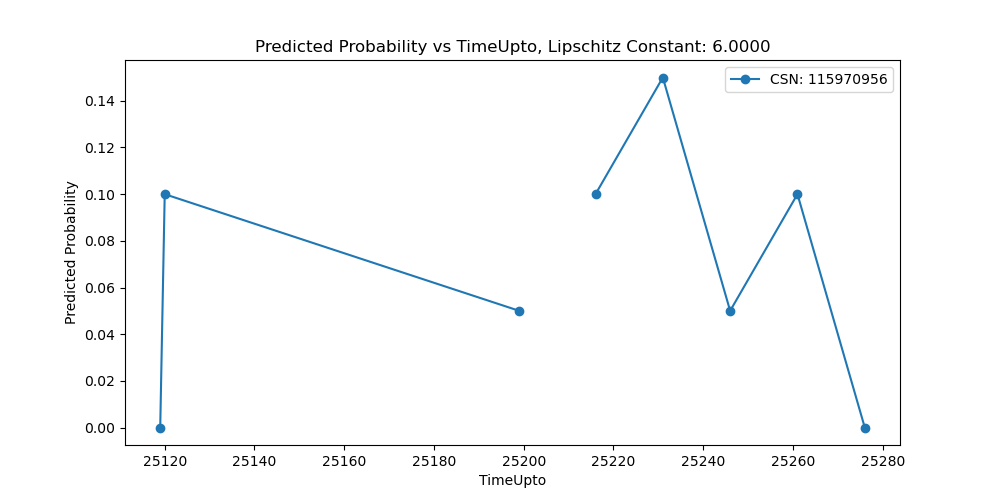 Predicted Probability vs TimeUpto, Lipschitz Constant: 6.0000
CSN: 115970956
0.14
0.12
0.10
0.08
0.06
0.04
0.02
0.00
Predicted Probability
25120 25140 25160 25180 25200 25220 25240 25260 25280
TimeUpto